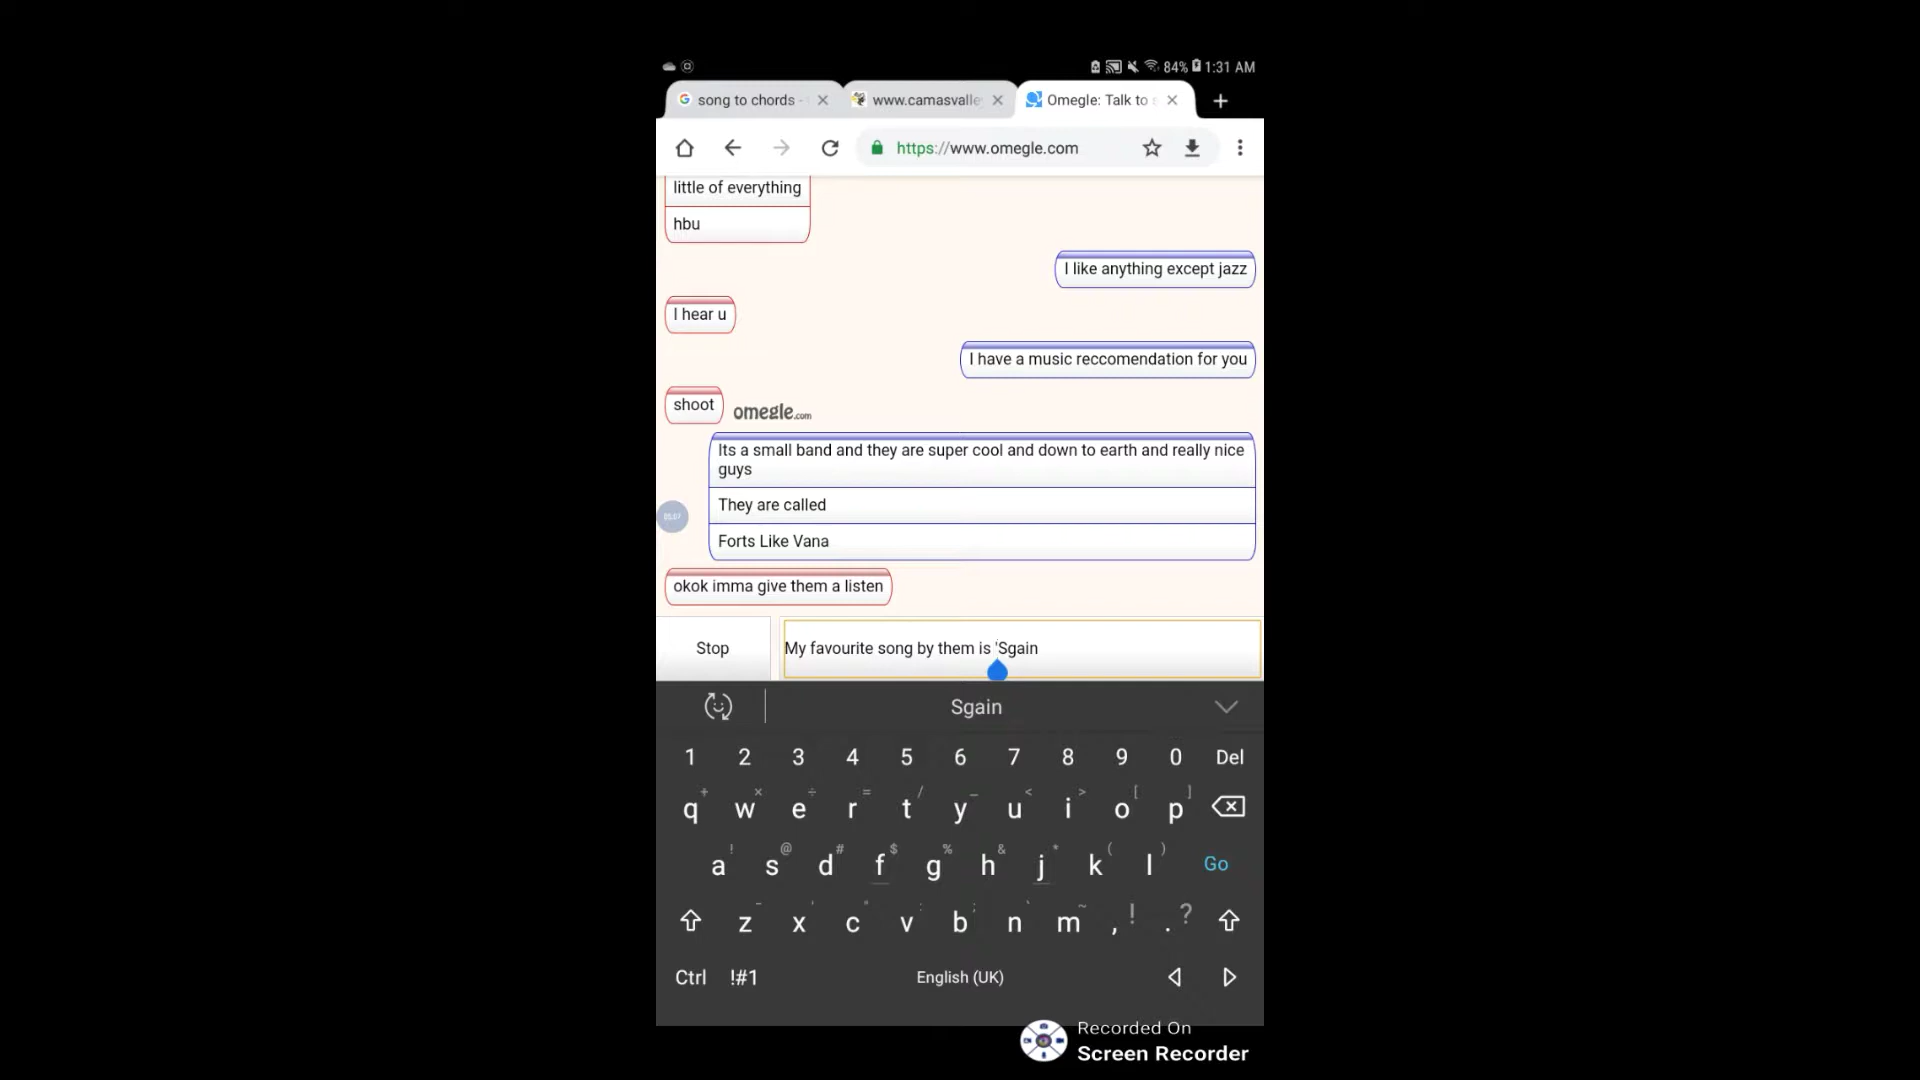 84% 1:31 AM
song to chords -
www.camasvalle
Omegle: Talk to s
https://www.omegle.com
little of everything
hbu
I like anything except jazz
I hear u
I have a music reccomendation for you
shoot
omegle.com
Its a small band and they are super cool and down to earth and really nice
guys
They are called
Forts Like Vana
okok imma give them a listen
Stop
My favourite song by them is 'Sgain
Sgain
1 2 3 4 5 6 7 8 9 0 Del
+ × ÷ = / _ < > [ ]
q w e r t y u i o p
! @ # $ % & * ( )
a s d f g h j k l Go
z x c v b n m , ! . ?
Ctrl !#1 English (UK)
Recorded On
Screen Recorder